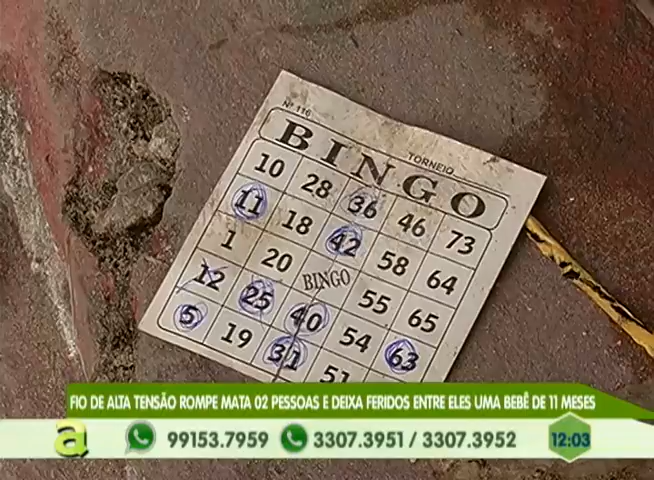 Nº 116
TORNEIO
BINGO
10 28 36 46 73
11 18 42 58 64
1 20 BINGO 55 65
12 25 40 54 63
5 19 31 51
FIO DE ALTA TENSÃO ROMPE MATA 02 PESSOAS E DEIXA FERIDOS ENTRE ELES UMA BEBÊ DE 11 MESES
a 99153.7959 3307.3951 / 3307.3952 12:03